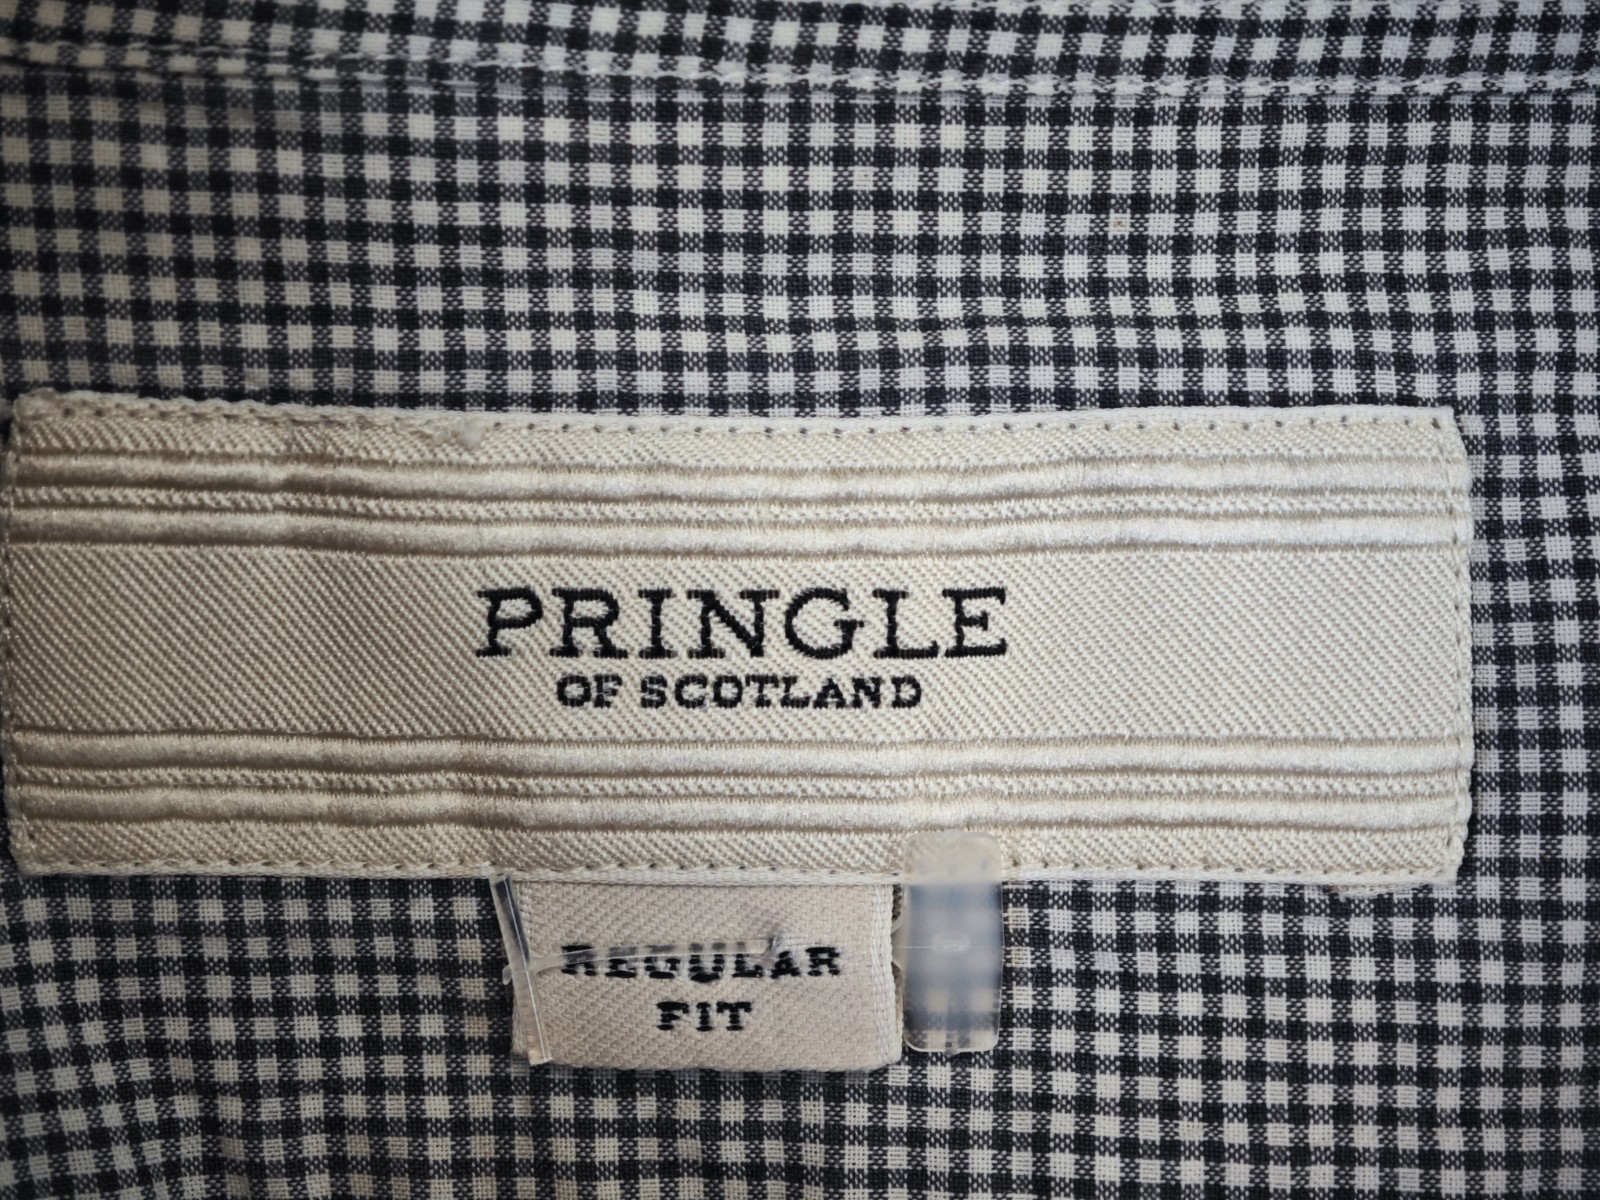 PRINGLE
OF SCOTLAND
REGULAR
FIT